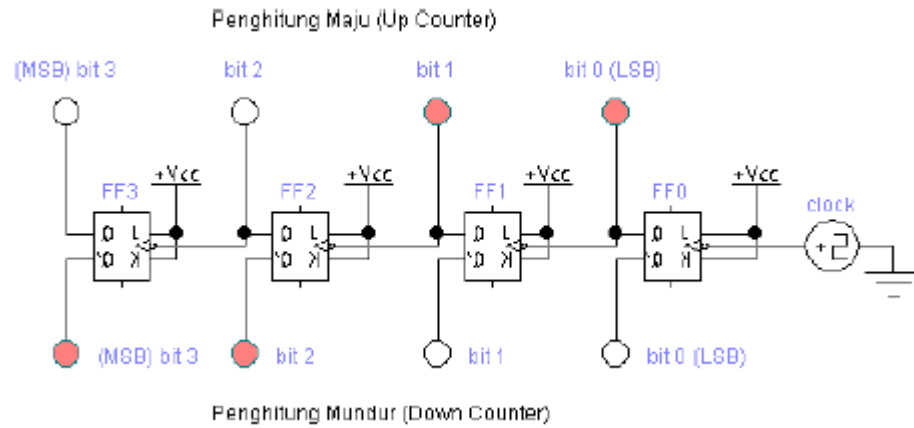 Penghitung Maju (Up Counter)
(MSB) bit 3
bit 2
bit 1
bit 0 (LSB)
+Vcc
+Vcc
+Vcc
+Vcc
FF3
FF2
FF1
FF0
clock
Q J
Q J
Q J
Q J
+
Q' K
Q' K
Q' K
Q' K
(MSB) bit 3
bit 2
bit 1
bit 0 (LSB)
Penghitung Mundur (Down Counter)